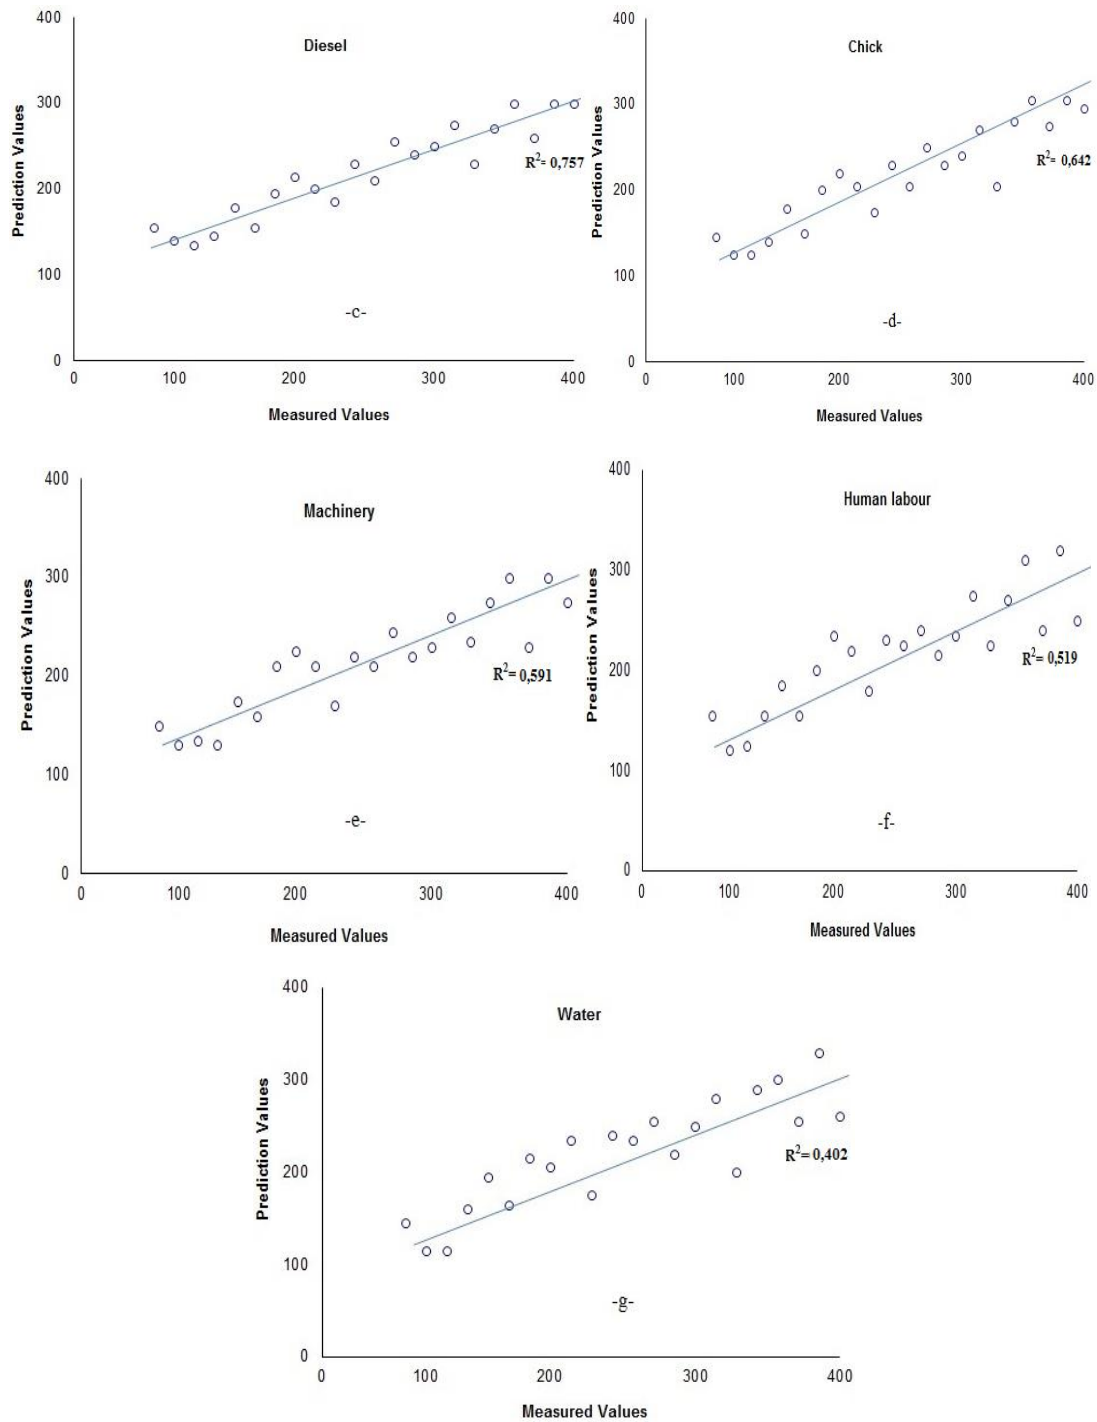 400
Diesel
300
Prediction Values
R²= 0,757
200
100
-c-
0
0 100 200 300 400
Measured Values
400
Chick
300
Prediction Values
R²= 0,642
200
100
-d-
0
0 100 200 300 400
Measured Values
400
Machinery
300
Prediction Values
200
R²= 0,591
100
-e-
0
0 100 200 300 400
Measured Values
400
Human labour
300
Prediction Values
200
R²= 0,519
100
-f-
0
0 100 200 300 400
Measured Values
400
Water
300
Prediction Values
200
R²= 0,402
100
-g-
0
0 100 200 300 400
Measured Values